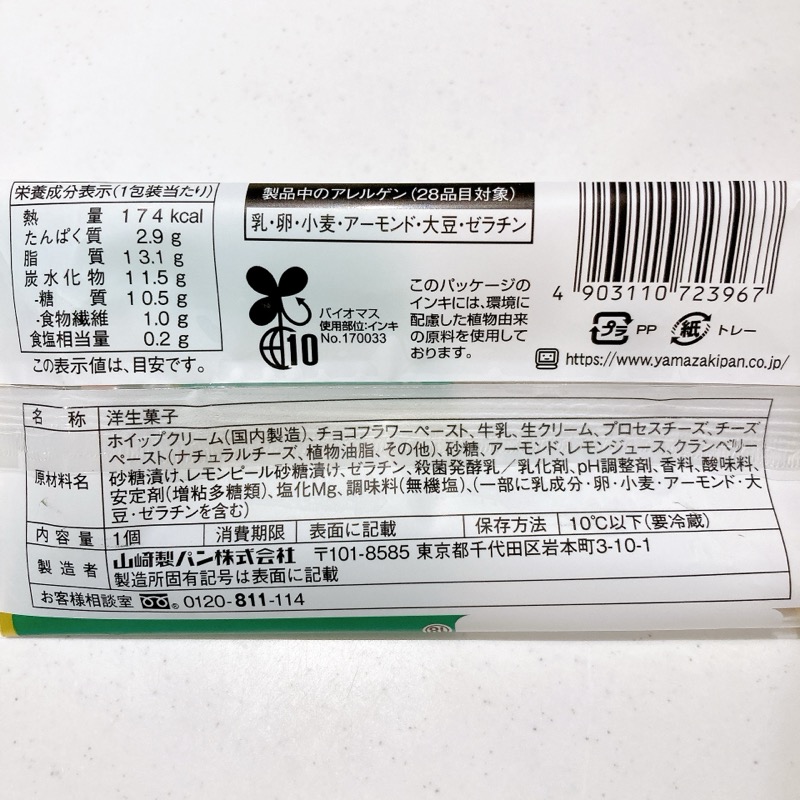 栄養成分表示(1包装当たり)
熱量 174 kcal
たんぱく質 2.9 g
脂質 13.1 g
炭水化物 11.5 g
-糖質 10.5 g
-食物繊維 1.0 g
食塩相当量 0.2 g
この表示値は、目安です。
製品中のアレルゲン(28品目対象)
乳・卵・小麦・アーモンド・大豆・ゼラチン
10
バイオマス
使用部位:インキ
No.170033
このパッケージの
インキには、環境に
配慮した植物由来
の原料を使用して
おります。
4 903110 723967
プラ PP 紙 トレー
https://www.yamazakipan.co.jp/
名称 洋生菓子
原材料名 ホイップクリーム(国内製造)、チョコフラワーペースト、牛乳、生クリーム、プロセスチーズ、チーズ
ペースト(ナチュラルチーズ、植物油脂、その他)、砂糖、アーモンド、レモンジュース、クランベリー
砂糖漬け、レモンピール砂糖漬け、ゼラチン、殺菌発酵乳/乳化剤、pH調整剤、香料、酸味料、
安定剤(増粘多糖類)、塩化Mg、調味料(無機塩)、(一部に乳成分・卵・小麦・アーモンド・大
豆・ゼラチンを含む)
内容量 1個 消費期限 表面に記載 保存方法 10℃以下(要冷蔵)
製造者 山崎製パン株式会社 〒101-8585 東京都千代田区岩本町3-10-1
製造所固有記号は表面に記載
お客様相談室 0120-811-114